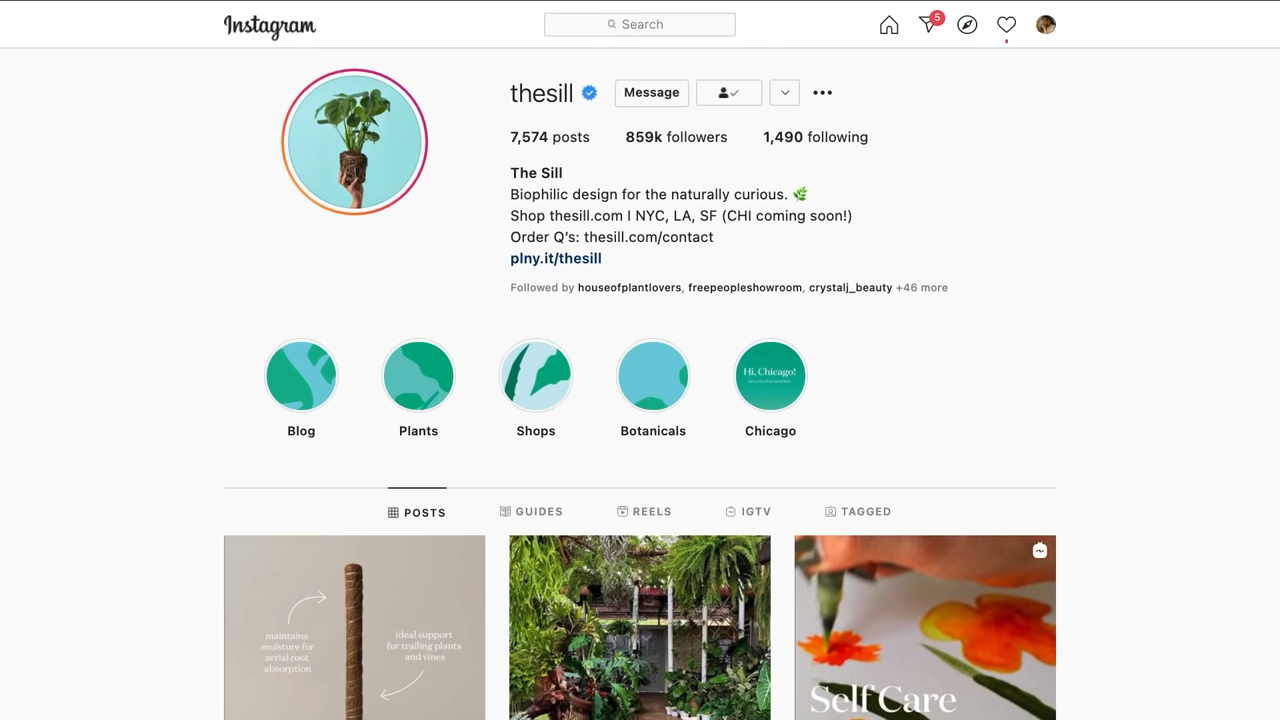 Instagram
Search
5
thesill
Message
7,574 posts 859k followers 1,490 following
The Sill
Biophilic design for the naturally curious. 🌿
Shop thesill.com I NYC, LA, SF (CHI coming soon!)
Order Q's: thesill.com/contact
plny.it/thesill
Followed by houseofplantlovers, freepeopleshowroom, crystalj_beauty +46 more
Hi, Chicago!
Blog Plants Shops Botanicals Chicago
POSTS GUIDES REELS IGTV TAGGED
maintains
moisture for
aerial root
absorption
ideal support
for trailing plants
and vines
Self Care